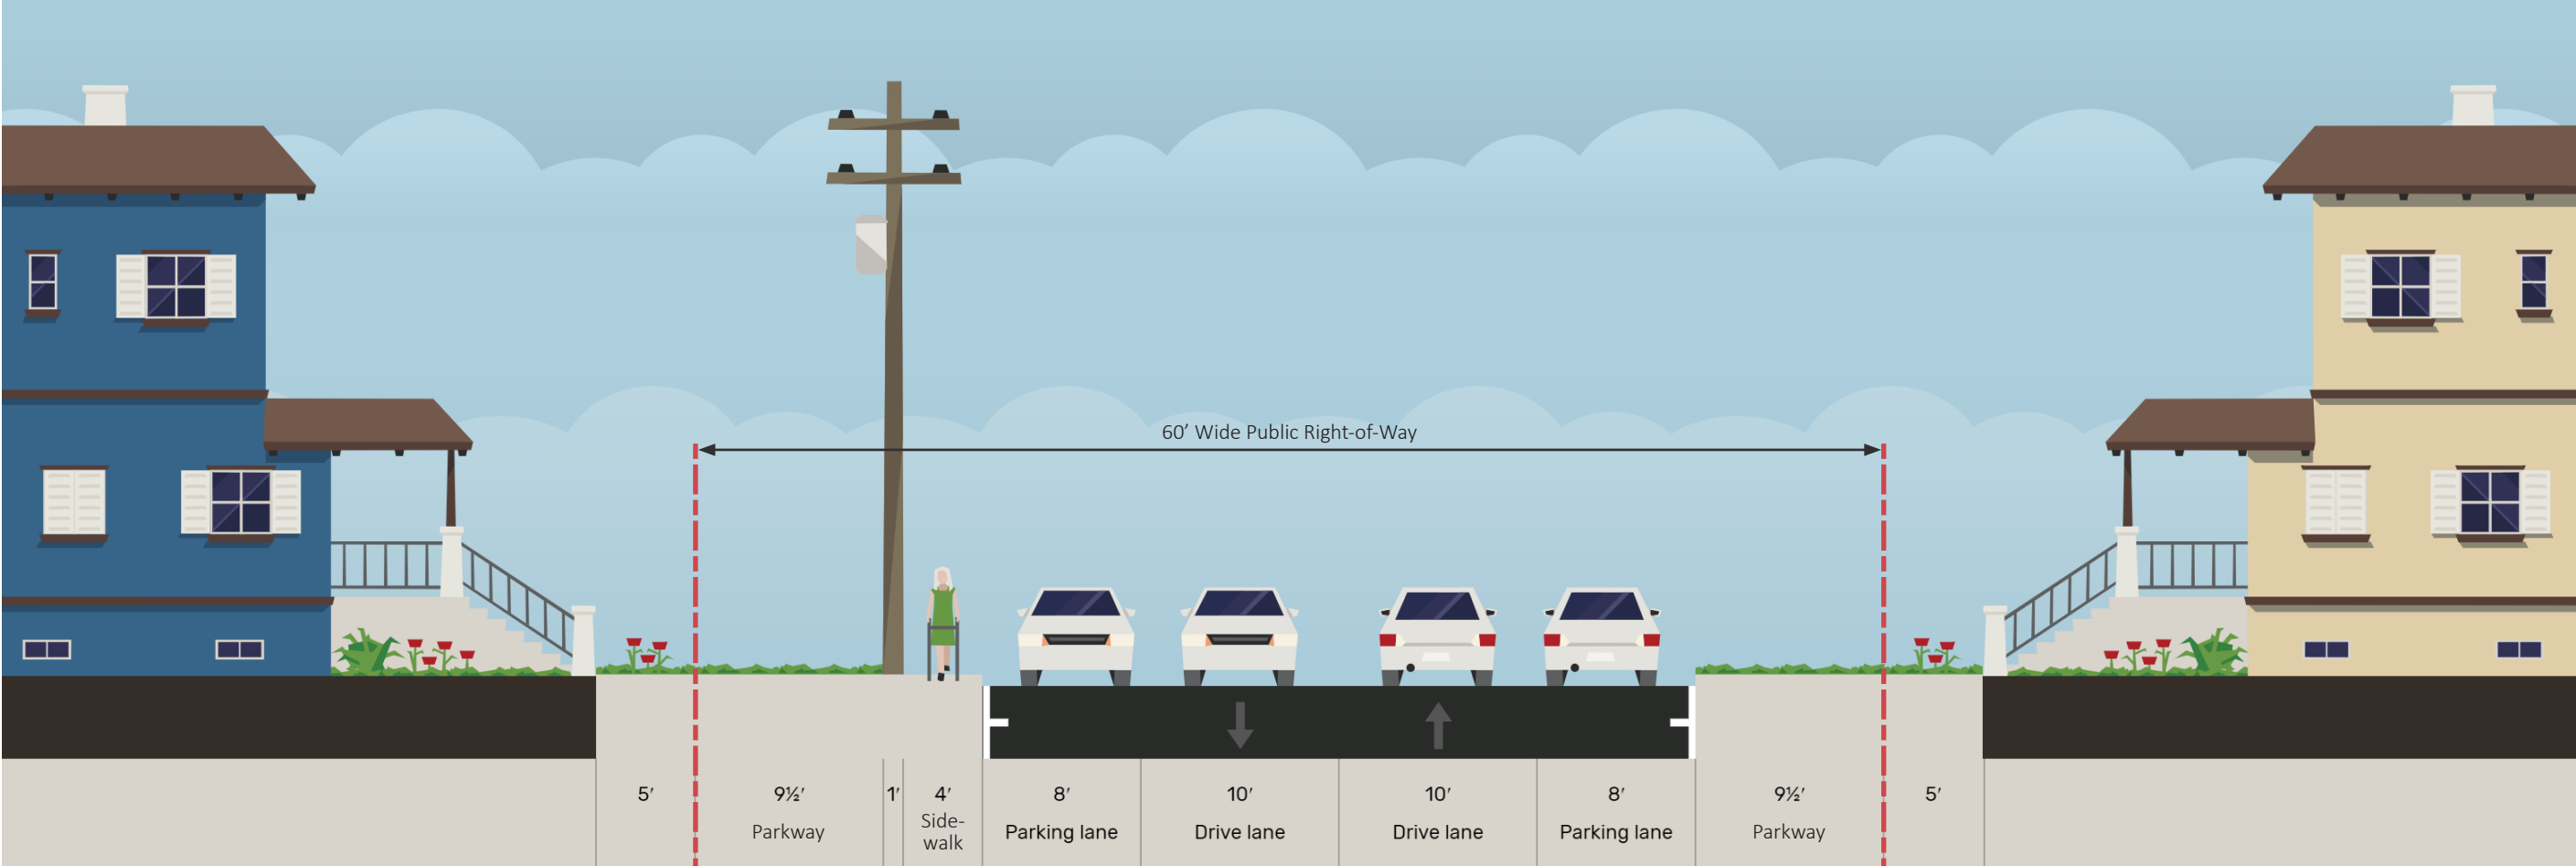 60′ Wide Public Right-of-Way
5′
9½′
1′
4′
8′
10′
10′
8′
9½′
5′
Parkway
Side-
walk
Parking lane
Drive lane
Drive lane
Parking lane
Parkway